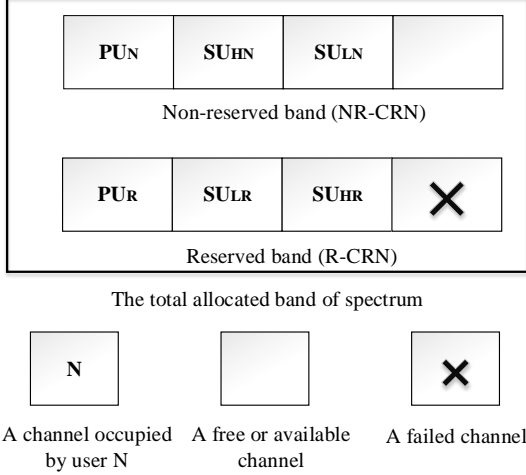 PUN SUHN SULN
Non-reserved band (NR-CRN)
PUR SULR SUHR
Reserved band (R-CRN)
The total allocated band of spectrum
N
A channel occupied by user N
A free or available channel
A failed channel